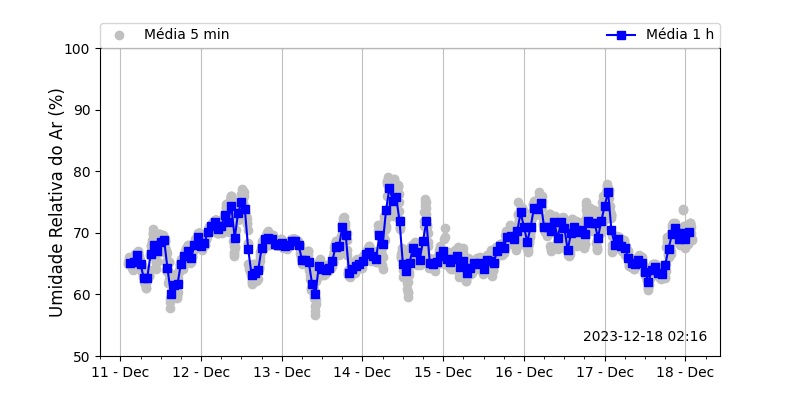 Média 5 min Média 1 h
100
90
80
70
60
50
Umidade Relativa do Ar (%)
2023-12-18 02:16
11 - Dec 12 - Dec 13 - Dec 14 - Dec 15 - Dec 16 - Dec 17 - Dec 18 - Dec